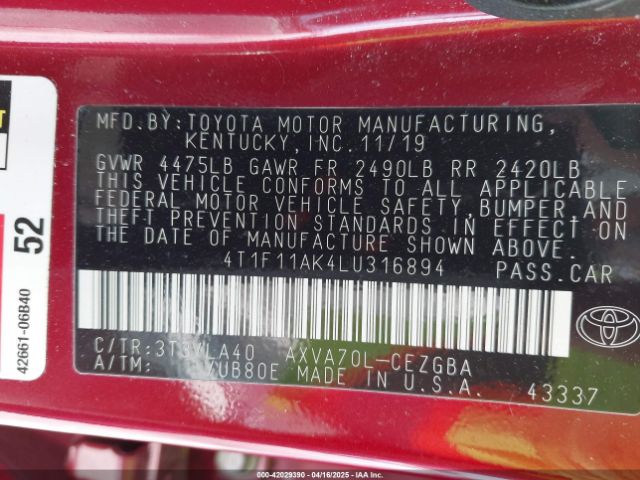 MFD.BY:TOYOTA MOTOR MANUFACTURING,
KENTUCKY, INC. 11/19
GVWR 4475LB GAWR FR 2490LB RR 2420LB
THIS VEHICLE CONFORMS TO ALL APPLICABLE
FEDERAL MOTOR VEHICLE SAFETY,BUMPER,AND
THEFT PREVENTION STANDARDS IN EFFECT ON
THE DATE OF MANUFACTURE SHOWN ABOVE.
4T1F11AK4LU316894 PASS.CAR
C/TR:3T3 LA40 AXVA70L-CEZGBA
A/TM: /UB80E MADE IN U.S.A. 43337
52
42661-06B40
000-42029390 - 04/16/2025 - IAAI